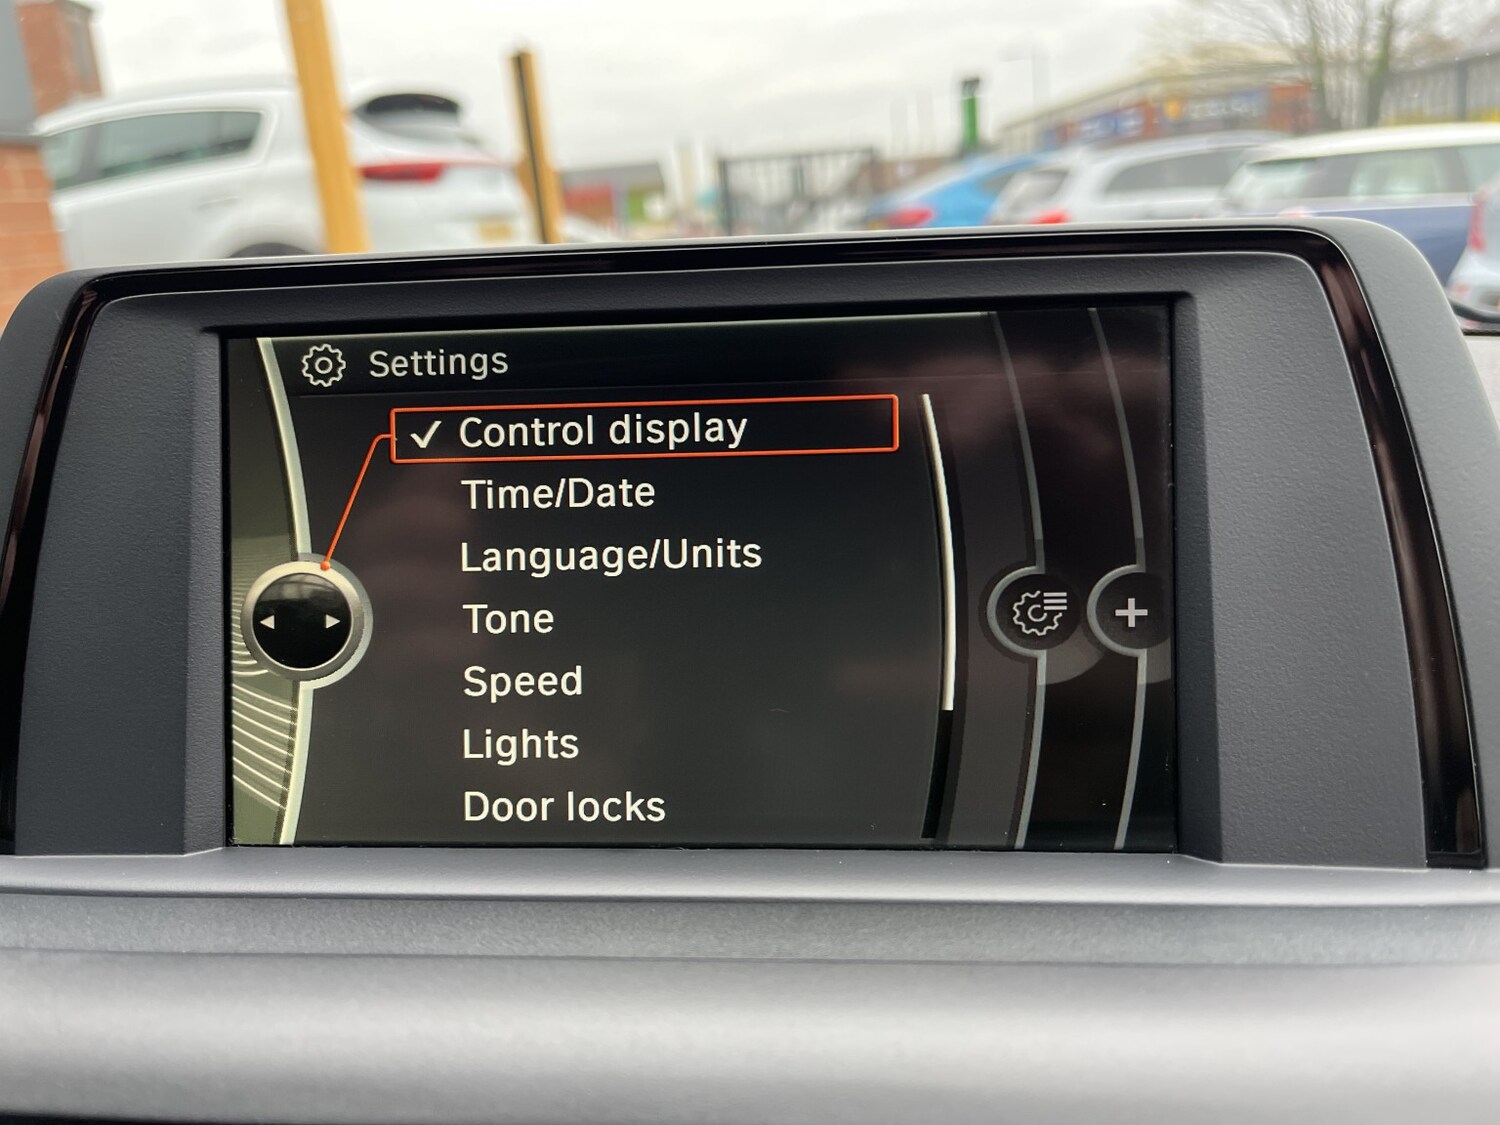 Settings
✓ Control display
Time/Date
Language/Units
Tone
Speed
Lights
Door locks